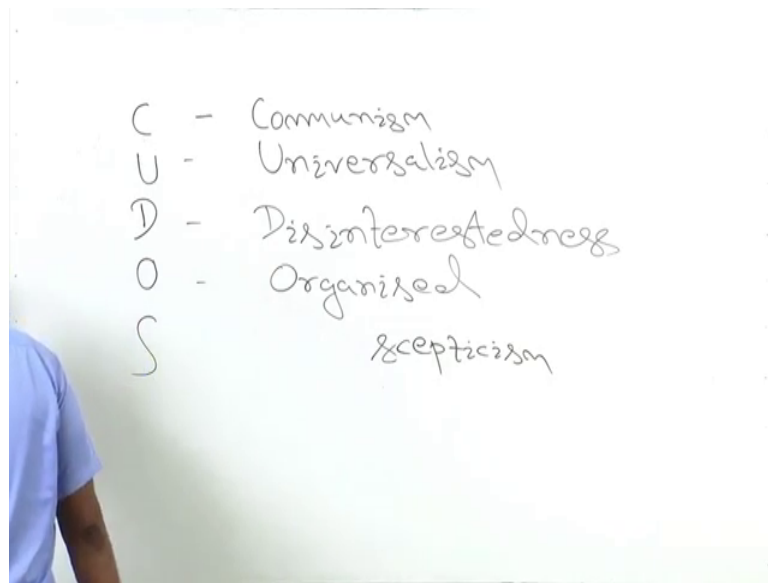 C - Communism
U - Universalism
D - Disinterestedness
O - Organised
S scepticism